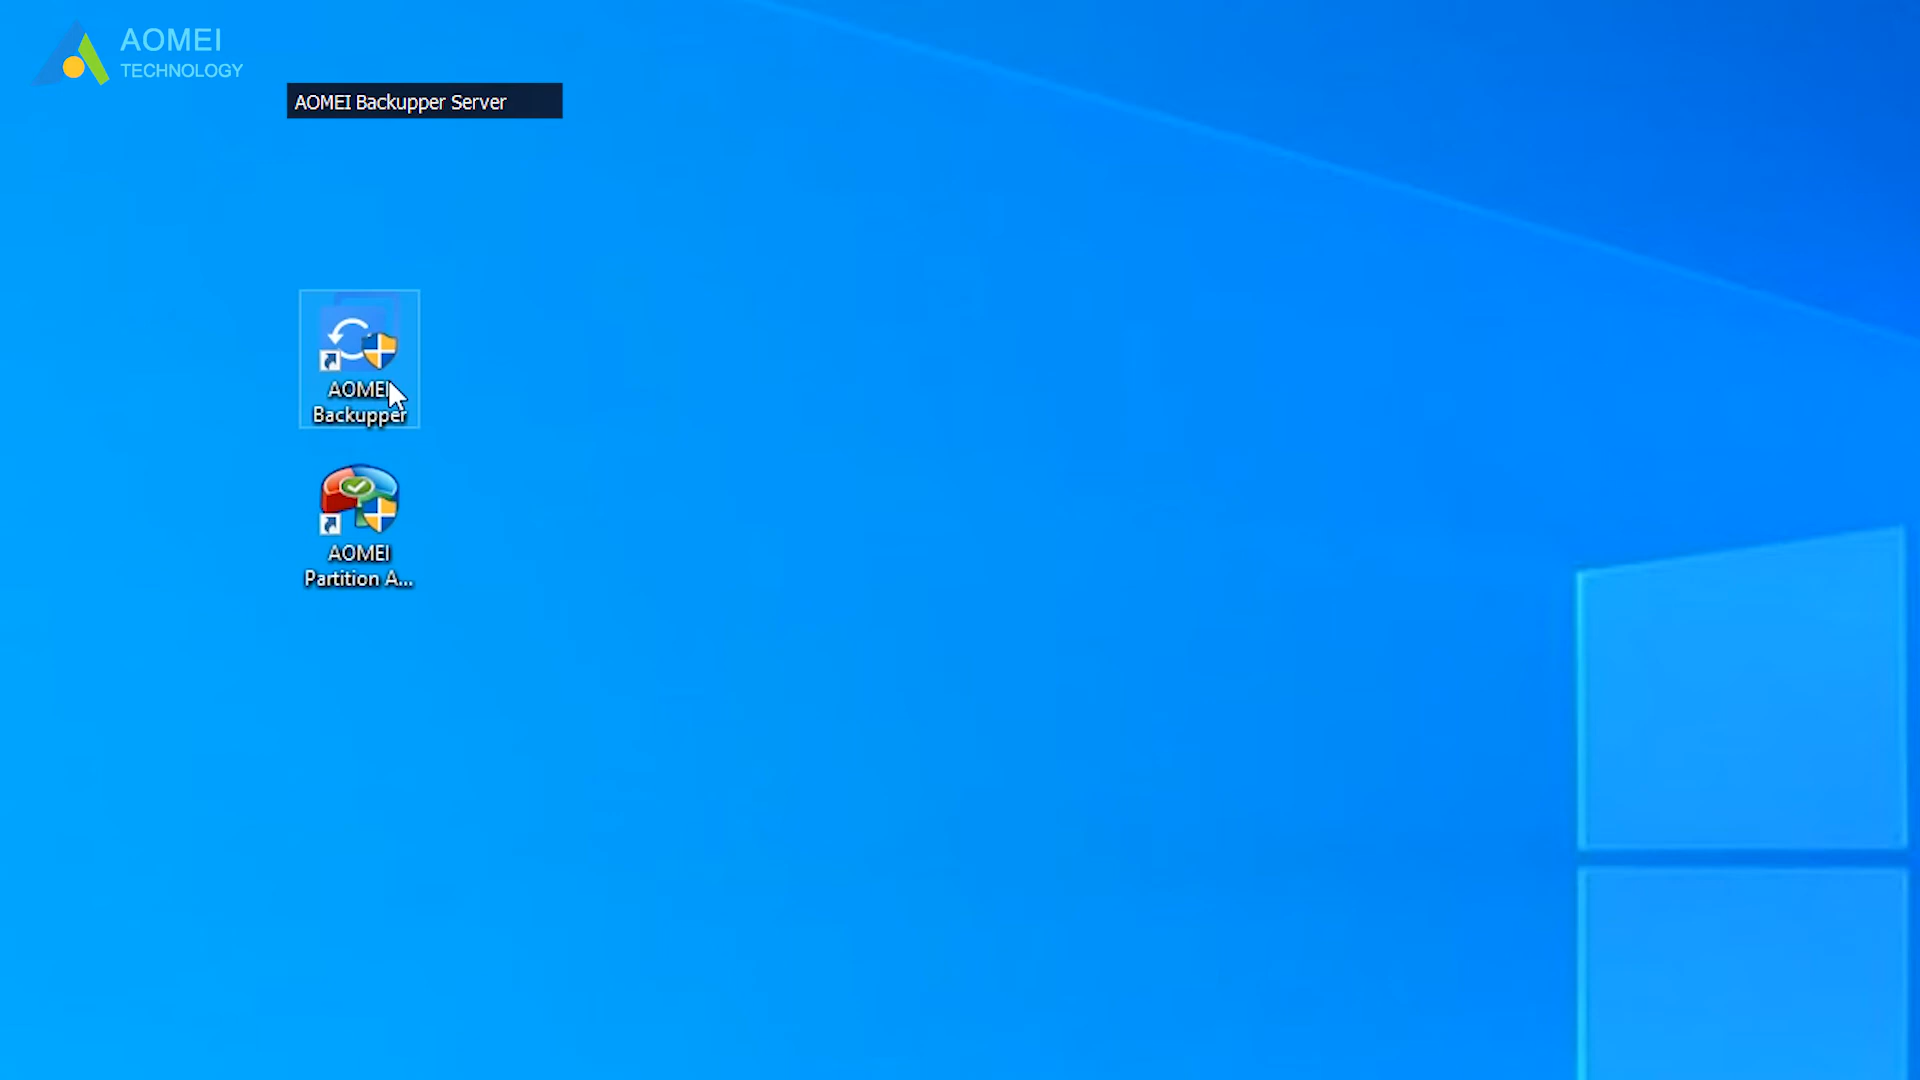 AOMEI
TECHNOLOGY
AOMEI Backupper Server
AOMEI
Backupper
AOMEI
Partition A...